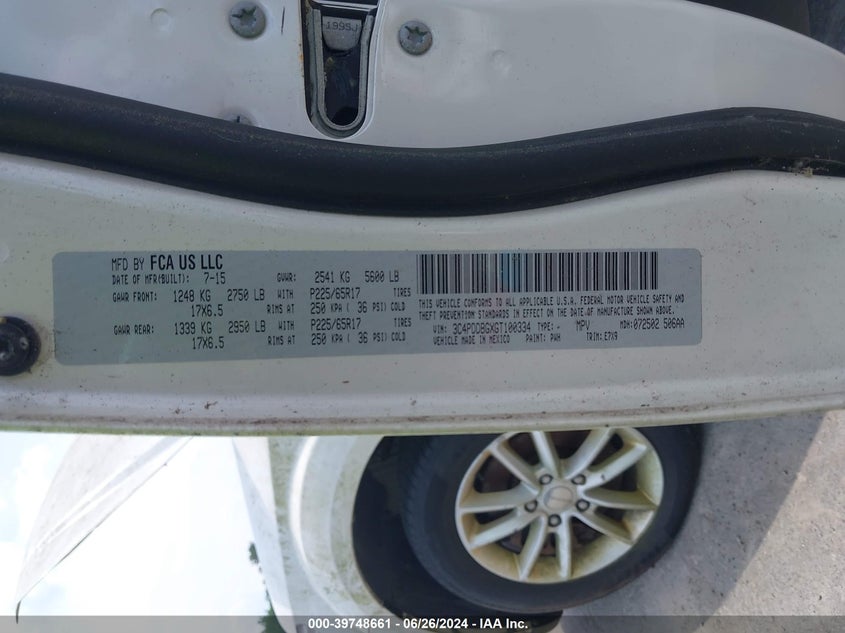 1995J
MFD BY FCA US LLC
DATE OF MFR(BUILT): 7-15 GVWR: 2541 KG 5600 LB
GAWR FRONT: 1248 KG 2750 LB WITH P225/65R17 TIRES
17X6.5 RIMS AT 250 KPA ( 36 PSI) COLD
GAWR REAR: 1339 KG 2950 LB WITH P225/65R17 TIRES
17X6.5 RIMS AT 250 KPA ( 36 PSI) COLD
THIS VEHICLE CONFORMS TO ALL APPLICABLE U.S.A. FEDERAL MOTOR VEHICLE SAFETY AND
THEFT PREVENTION STANDARDS IN EFFECT ON THE DATE OF MANUFACTURE SHOWN ABOVE.
VIN: 3C4PDDBGXGT100334 TYPE: - MPV MDH: 072502 506AA
VEHICLE MADE IN MEXICO PAINT: PWH TRIM: E7X9
000-39748661 - 06/26/2024 - IAA Inc.